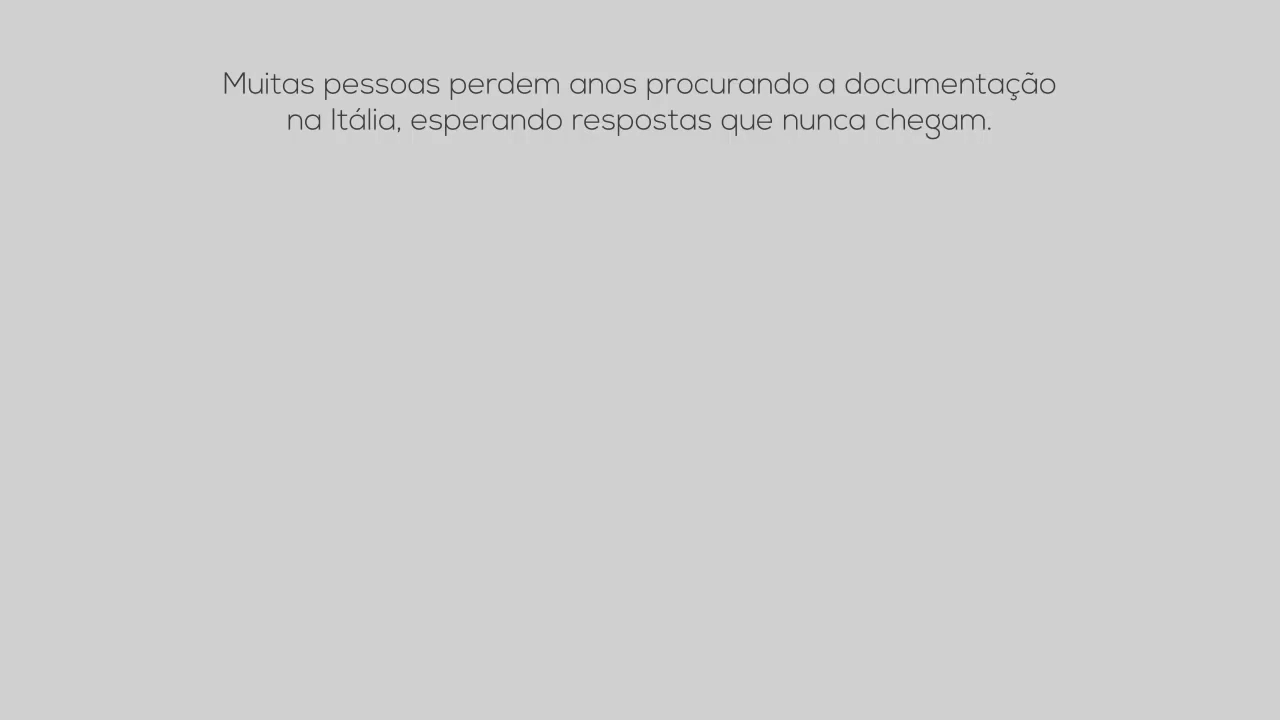 Muitas pessoas perdem anos procurando a documentação
na Itália, esperando respostas que nunca chegam.